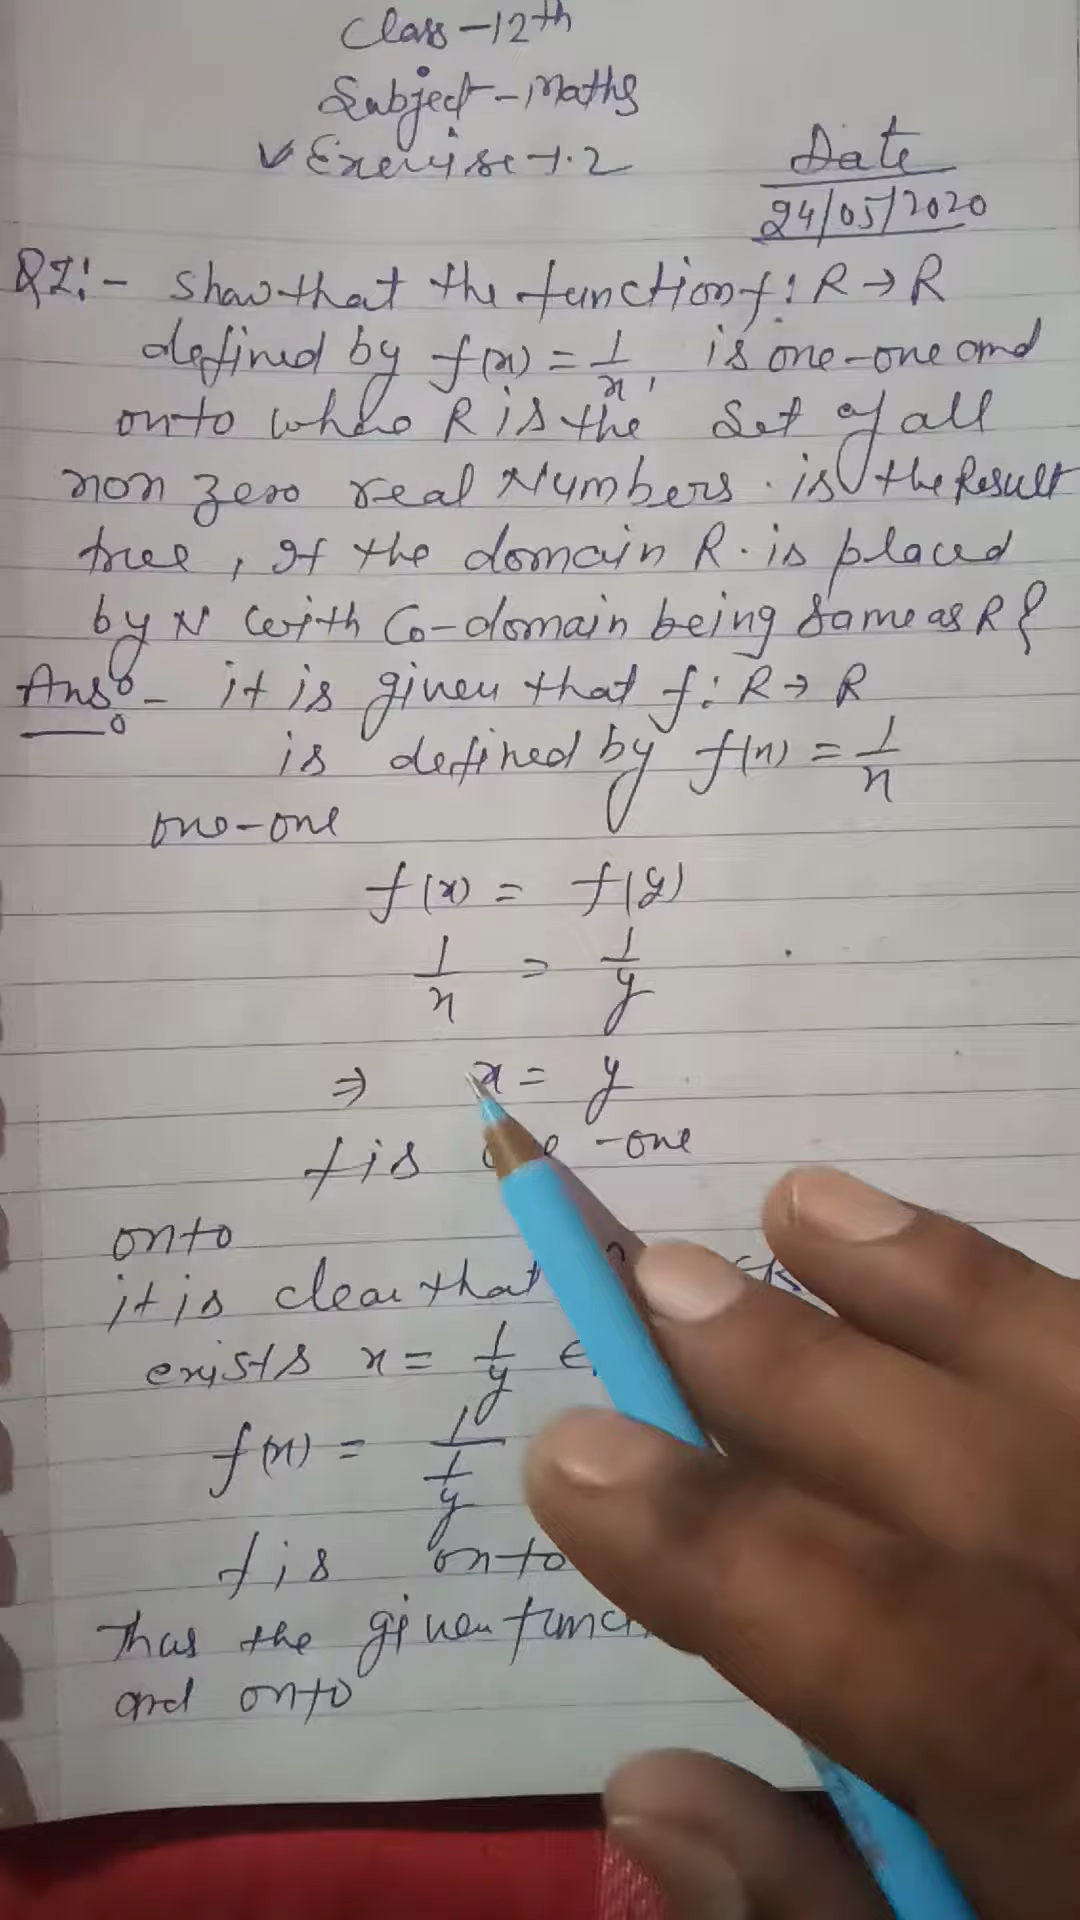 Class-12th
Subject-Maths
✓ Exercise-1.2
Date
24/05/2020
Q1:- Show that the function f: R → R
defined by f(x) = 1/x, is one-one and
onto where R is the Set of all
non zero real Numbers. is the Result
true, if the domain R. is placed
by N with Co-domain being same as R?
Ans:- it is given that f: R → R
is defined by f(x) = 1/x
one-one
f(x) = f(y)
1/x = 1/y
⇒ x = y
f is -one
onto
it is clear that
exists x = 1/y ∈
f(x) = 1/(1/y)
f is onto
Thus the given
and onto